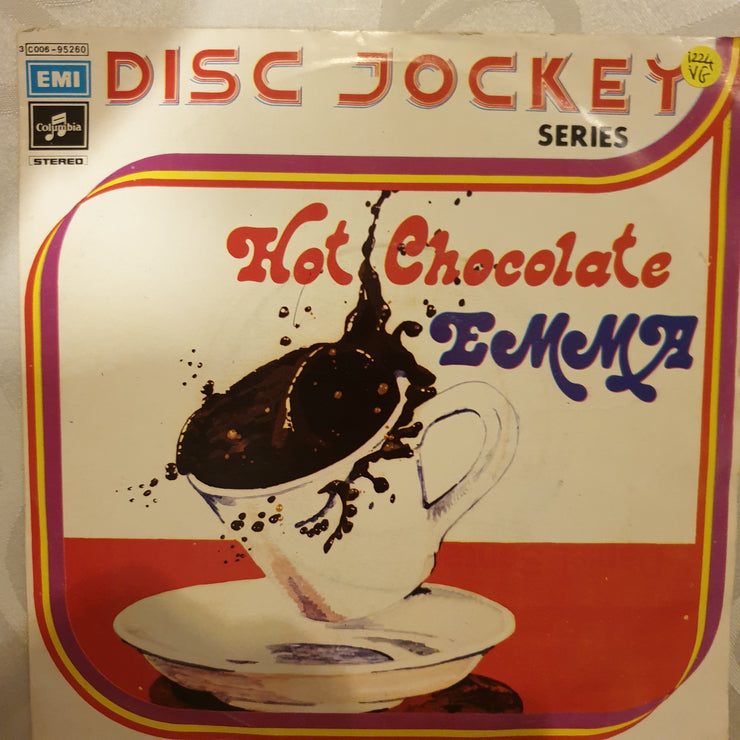 3 C006-95260
EMI
DISC JOCKEY
1224
VG
Columbia
SERIES
STEREO
Hot Chocolate
EMMA